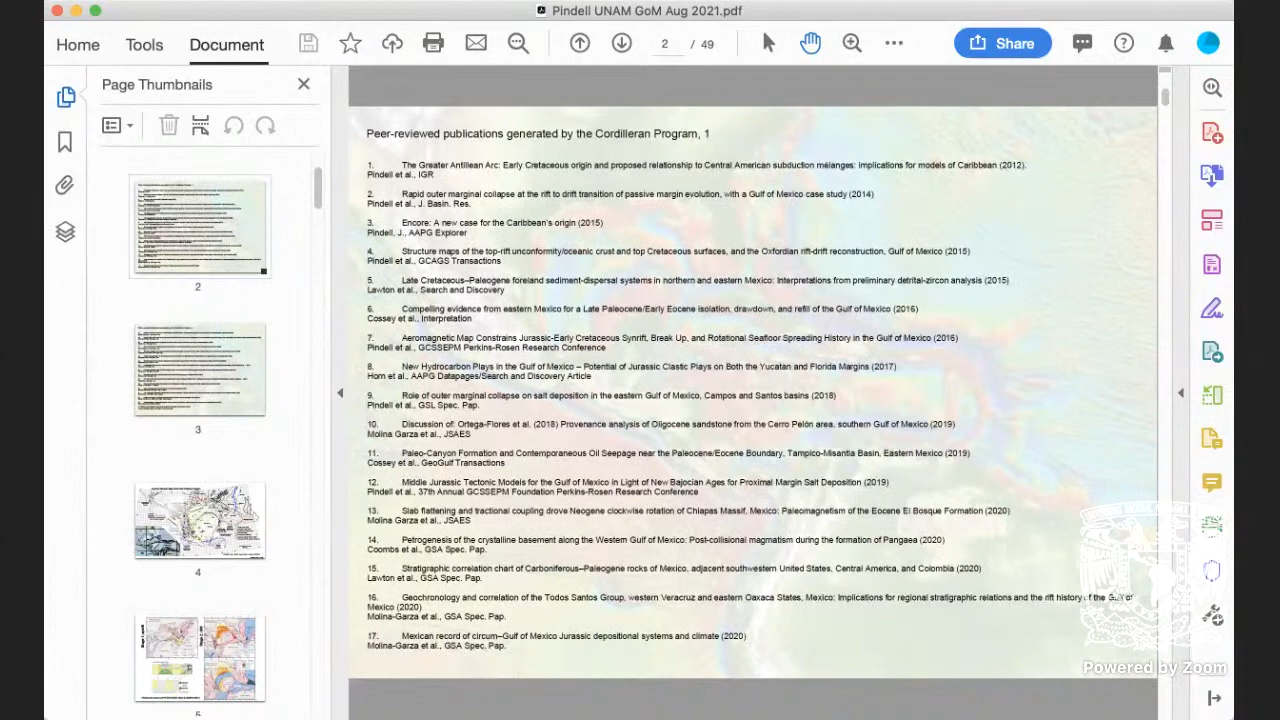 Pindell UNAM GoM Aug 2021.pdf
Home Tools Document 2 / 49 Share
Page Thumbnails
2
3
4
5
Peer-reviewed publications generated by the Cordilleran Program, 1
1. The Greater Antillean Arc: Early Cretaceous origin and proposed relationship to Central American subduction mélanges: implications for models of Caribbean (2012).
Pindell et al., IGR
2. Rapid outer marginal collapse at the rift to drift transition of passive margin evolution, with a Gulf of Mexico case study (2014)
Pindell et al., J. Basin. Res.
3. Encore: A new case for the Caribbean's origin (2015)
Pindell, J., AAPG Explorer
4. Structure maps of the top-rift unconformity/oceanic crust and top Cretaceous surfaces, and the Oxfordian rift-drift reconstruction, Gulf of Mexico (2015)
Pindell et al., GCAGS Transactions
5. Late Cretaceous–Paleogene foreland sediment-dispersal systems in northern and eastern Mexico: Interpretations from preliminary detrital-zircon analysis (2015)
Lawton et al., Search and Discovery
6. Compelling evidence from eastern Mexico for a Late Paleocene/Early Eocene isolation, drawdown, and refill of the Gulf of Mexico (2016)
Cossey et al., Interpretation
7. Aeromagnetic Map Constrains Jurassic-Early Cretaceous Synrift, Break Up, and Rotational Seafloor Spreading History in the Gulf of Mexico (2016)
Pindell et al, GCSSEPM Perkins-Rosen Research Conference
8. New Hydrocarbon Plays in the Gulf of Mexico – Potential of Jurassic Clastic Plays on Both the Yucatan and Florida Margins (2017)
Horn et al., AAPG Datapages/Search and Discovery Article
9. Role of outer marginal collapse on salt deposition in the eastern Gulf of Mexico, Campos and Santos basins (2018)
Pindell et al., GSL Spec. Pap.
10. Discussion of: Ortega-Flores et al. (2018) Provenance analysis of Oligocene sandstone from the Cerro Pelón area, southern Gulf of Mexico (2019)
Molina Garza et al., JSAES
11. Paleo-Canyon Formation and Contemporaneous Oil Seepage near the Paleocene/Eocene Boundary, Tampico-Misantla Basin, Eastern Mexico (2019)
Cossey et al., GeoGulf Transactions
12. Middle Jurassic Tectonic Models for the Gulf of Mexico in Light of New Bajocian Ages for Proximal Margin Salt Deposition (2019)
Pindell et al., 37th Annual GCSSEPM Foundation Perkins-Rosen Research Conference
13. Slab flattening and tractional coupling drove Neogene clockwise rotation of Chiapas Massif, Mexico: Paleomagnetism of the Eocene El Bosque Formation (2020)
Molina Garza et al., JSAES
14. Petrogenesis of the crystalline basement along the Western Gulf of Mexico: Post-collisional magmatism during the formation of Pangaea (2020)
Coombs et al., GSA Spec. Pap.
15. Stratigraphic correlation chart of Carboniferous–Paleogene rocks of Mexico, adjacent southwestern United States, Central America, and Colombia (2020)
Lawton et al., GSA Spec. Pap.
16. Geochronology and correlation of the Todos Santos Group, western Veracruz and eastern Oaxaca States, Mexico: Implications for regional stratigraphic relations and the rift history of the Gulf of
Mexico (2020)
Molina-Garza et al., GSA Spec. Pap.
17. Mexican record of circum–Gulf of Mexico Jurassic depositional systems and climate (2020)
Molina-Garza et al., GSA Spec. Pap.
Powered by Zoom